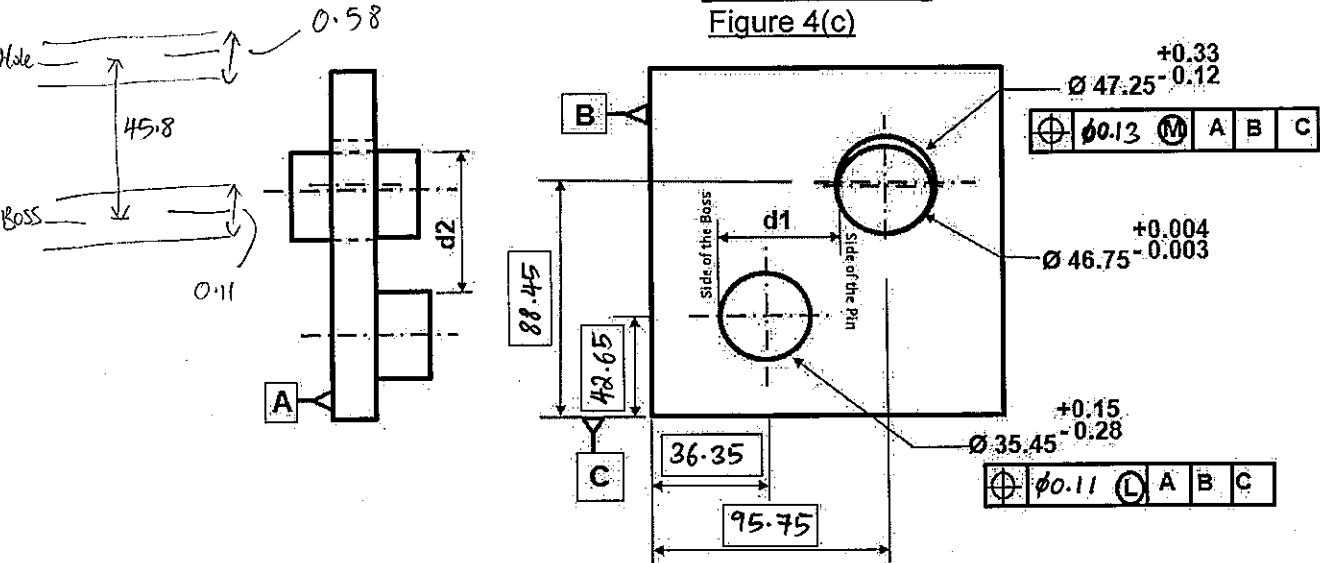 Figure 4(c)
0.58
Hole
45.8
Boss
0.11
d2
A
B
C
88.45
42.65
36.35
95.75
d1
Side of the Boss
Side of the Pin
+0.33
Ø 47.25 - 0.12
⌖ ϕ0.13 Ⓜ A B C
+0.004
Ø 46.75 - 0.003
+0.15
Ø 35.45 - 0.28
⌖ ϕ0.11 Ⓛ A B C